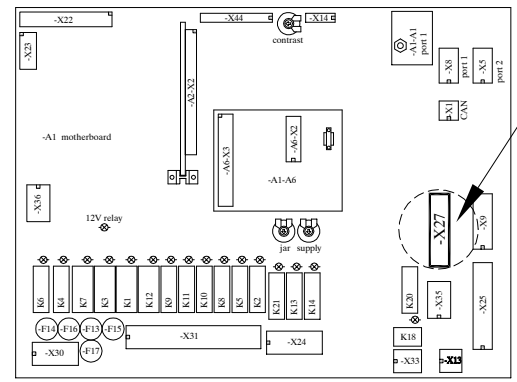 -X22
-X44
-X14
contrast
-X23
-A2-X2
-A1-A1
port 1
-X8
port 1
-X5
port 2
-X1
CAN
-A1 motherboard
-A6-X3
-A6-X2
-A1-A6
-X36
12V relay
jar supply
-X27
-X9
K6
K4
K7
K3
K1
K12
K9
K11
K10
K8
K5
K2
K21
K13
K14
K20
-X35
-X25
-F14
-F16
-F13
-F15
-X31
-X24
K18
-X30
-F17
-X33
-X13